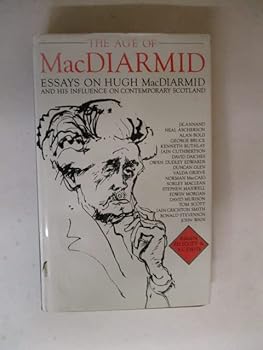 THE AGE OF
MacDIARMID
ESSAYS ON HUGH MacDIARMID
AND HIS INFLUENCE ON CONTEMPORARY SCOTLAND
J.K.ANNAND
NEAL ASCHERSON
ALAN BOLD
GEORGE BRUCE
KENNETH BUTHLAY
IAIN CUTHBERTSON
DAVID DAICHES
OWEN DUDLEY EDWARDS
DUNCAN GLEN
VALDA GRIEVE
NORMAN MacCAIG
SORLEY MACLEAN
STEPHEN MAXWELL
EDWIN MORGAN
DAVID MURISON
TOM SCOTT
IAIN CRICHTON SMITH
RONALD STEVENSON
JOHN WAIN